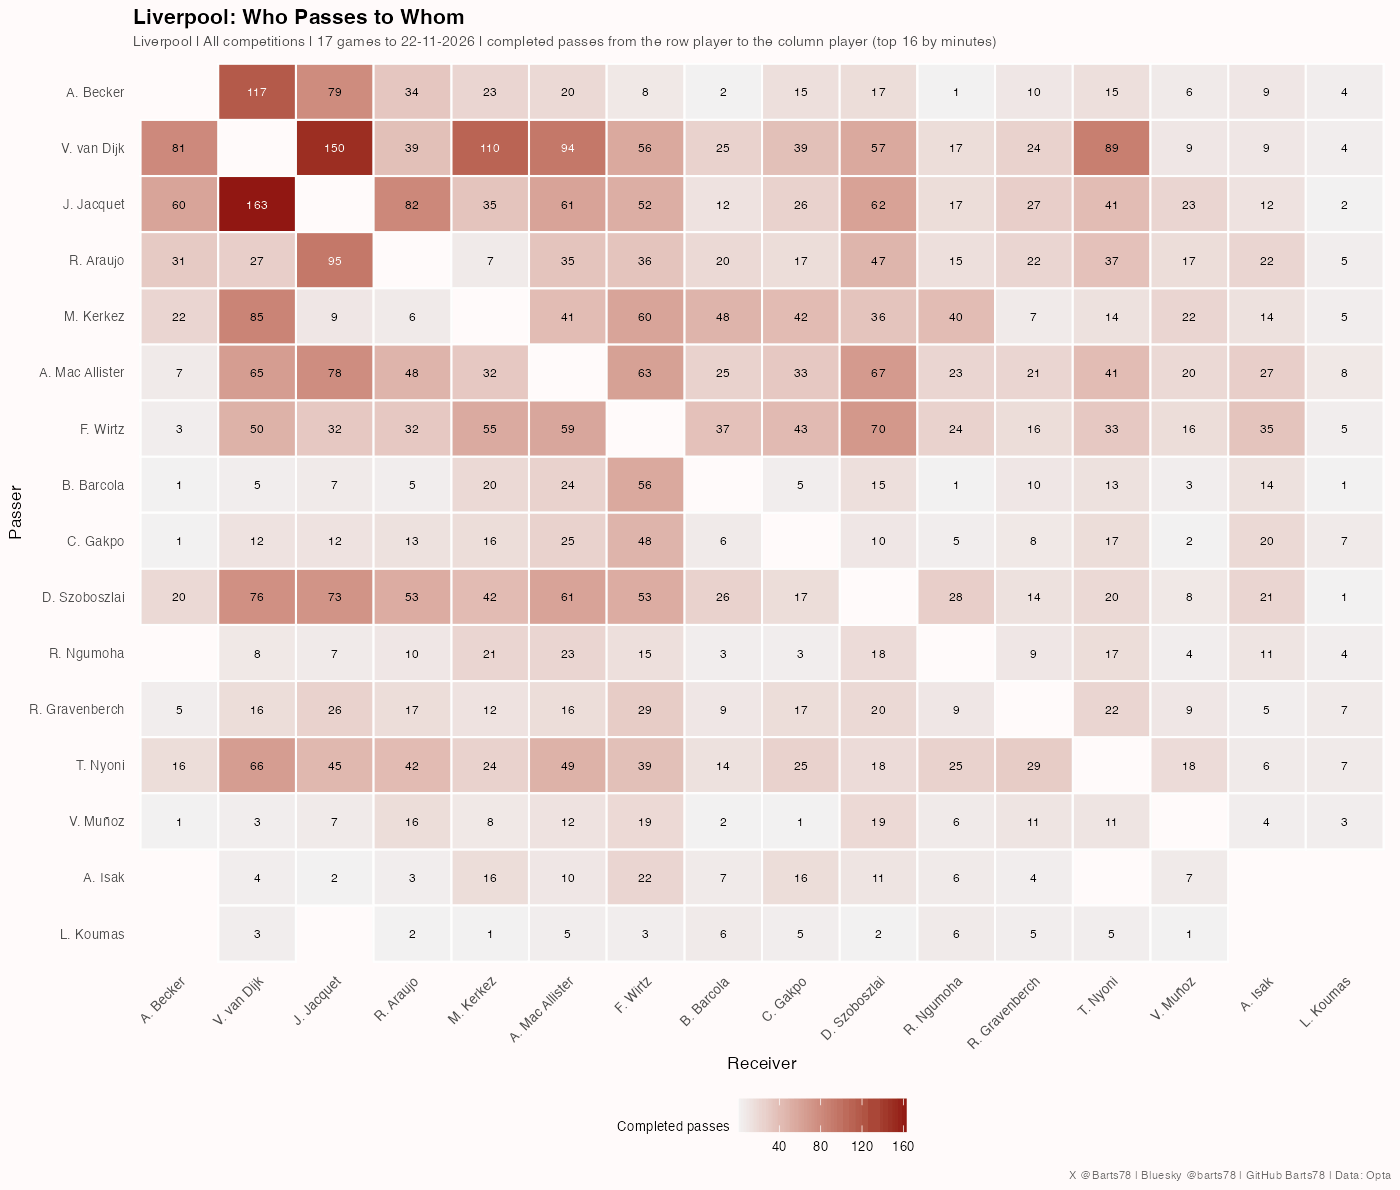 Liverpool: Who Passes to Whom
Liverpool | All competitions | 17 games to 22-11-2026 | completed passes from the row player to the column player (top 16 by minutes)
A. Becker 117 79 34 23 20 8 2 15 17 1 10 15 6 9 4
V. van Dijk 81 150 39 110 94 56 25 39 57 17 24 89 9 9 4
J. Jacquet 60 163 82 35 61 52 12 26 62 17 27 41 23 12 2
R. Araujo 31 27 95 7 35 36 20 17 47 15 22 37 17 22 5
M. Kerkez 22 85 9 6 41 60 48 42 36 40 7 14 22 14 5
A. Mac Allister 7 65 78 48 32 63 25 33 67 23 21 41 20 27 8
F. Wirtz 3 50 32 32 55 59 37 43 70 24 16 33 16 35 5
B. Barcola 1 5 7 5 20 24 56 5 15 1 10 13 3 14 1
C. Gakpo 1 12 12 13 16 25 48 6 10 5 8 17 2 20 7
D. Szoboszlai 20 76 73 53 42 61 53 26 17 28 14 20 8 21 1
R. Ngumoha 8 7 10 21 23 15 3 3 18 9 17 4 11 4
R. Gravenberch 5 16 26 17 12 16 29 9 17 20 9 22 9 5 7
T. Nyoni 16 66 45 42 24 49 39 14 25 18 25 29 18 6 7
V. Muñoz 1 3 7 16 8 12 19 2 1 19 6 11 11 4 3
A. Isak 4 2 3 16 10 22 7 16 11 6 4 7
L. Koumas 3 2 1 5 3 6 5 2 6 5 5 1
Passer
A. Becker V. van Dijk J. Jacquet R. Araujo M. Kerkez A. Mac Allister F. Wirtz B. Barcola C. Gakpo D. Szoboszlai R. Ngumoha R. Gravenberch T. Nyoni V. Muñoz A. Isak L. Koumas
Receiver
Completed passes
40 80 120 160
X @Barts78 | Bluesky @barts78 | GitHub Barts78 | Data: Opta